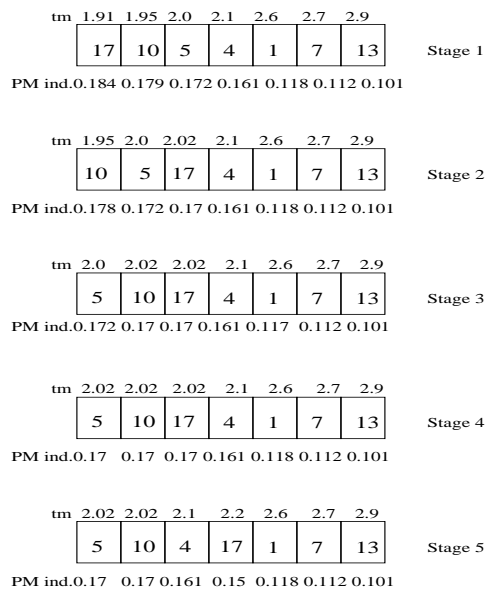 tm 1.91 1.95 2.0 2.1 2.6 2.7 2.9
17 10 5 4 1 7 13 Stage 1
PM ind.0.184 0.179 0.172 0.161 0.118 0.112 0.101
tm 1.95 2.0 2.02 2.1 2.6 2.7 2.9
10 5 17 4 1 7 13 Stage 2
PM ind.0.178 0.172 0.17 0.161 0.118 0.112 0.101
tm 2.0 2.02 2.02 2.1 2.6 2.7 2.9
5 10 17 4 1 7 13 Stage 3
PM ind.0.172 0.17 0.17 0.161 0.117 0.112 0.101
tm 2.02 2.02 2.02 2.1 2.6 2.7 2.9
5 10 17 4 1 7 13 Stage 4
PM ind.0.17 0.17 0.17 0.161 0.118 0.112 0.101
tm 2.02 2.02 2.1 2.2 2.6 2.7 2.9
5 10 4 17 1 7 13 Stage 5
PM ind.0.17 0.17 0.161 0.15 0.118 0.112 0.101